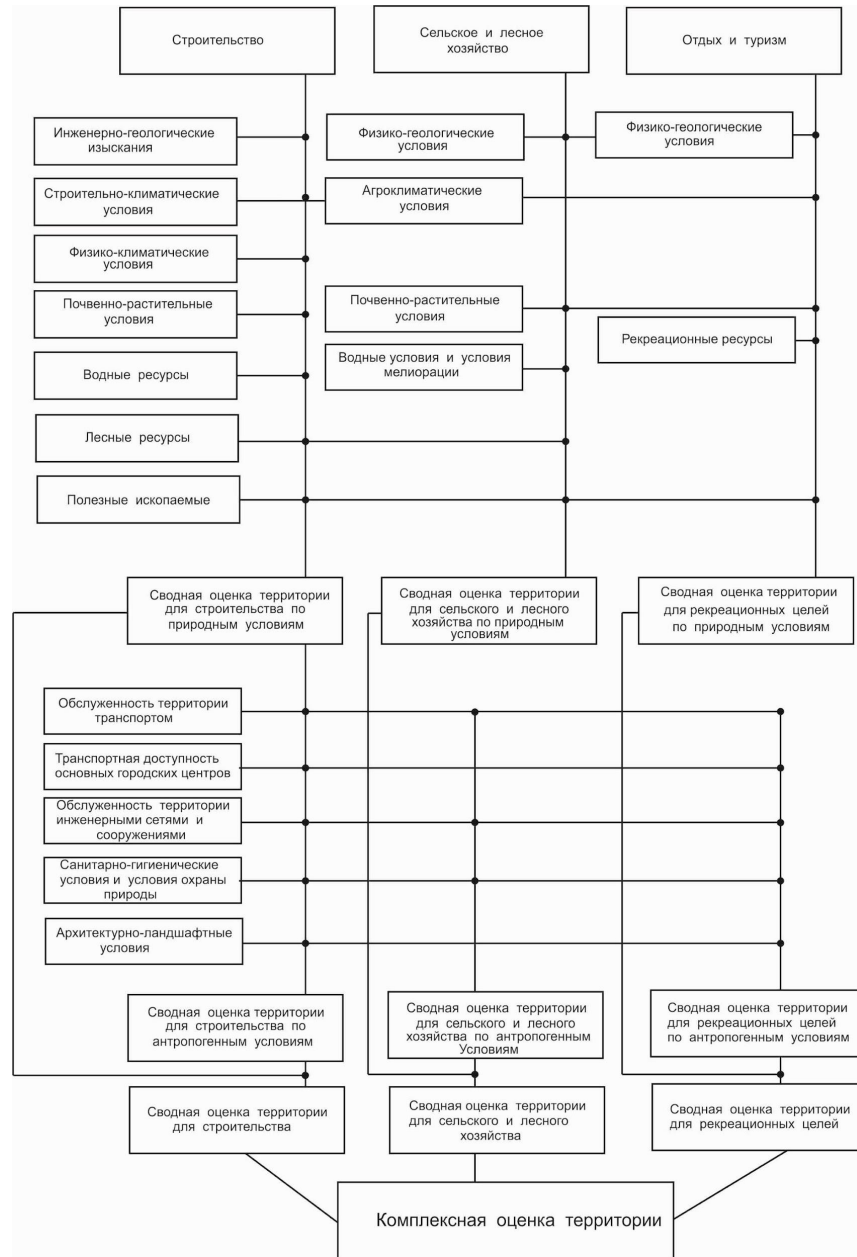 Строительство
Сельское и лесное
хозяйство
Отдых и туризм
Инженерно-геологические
изыскания
Физико-геологические
условия
Физико-геологические
условия
Строительно-климатические
условия
Агроклиматические
условия
Физико-климатические
условия
Почвенно-растительные
условия
Почвенно-растительные
условия
Рекреационные ресурсы
Водные ресурсы
Водные условия и условия
мелиорации
Лесные ресурсы
Полезные ископаемые
Сводная оценка территории
для строительства по
природным условиям
Сводная оценка территории
для сельского и лесного
хозяйства по природным
условиям
Сводная оценка территории
для рекреационных целей
по природным условиям
Обслуженность территории
транспортом
Транспортная доступность
основных городских центров
Обслуженность территории
инженерными сетями и
сооружениями
Санитарно-гигиенические
условия и условия охраны
природы
Архитектурно-ландшафтные
условия
Сводная оценка территории
для строительства по
антропогенным условиям
Сводная оценка территории
для сельского и лесного
хозяйства по антропогенным
Условиям
Сводная оценка территории
для рекреационных целей
по антропогенным условиям
Сводная оценка территории
для строительства
Сводная оценка территории
для сельского и лесного
хозяйства
Сводная оценка территории
для рекреационных целей
Комплексная оценка территории